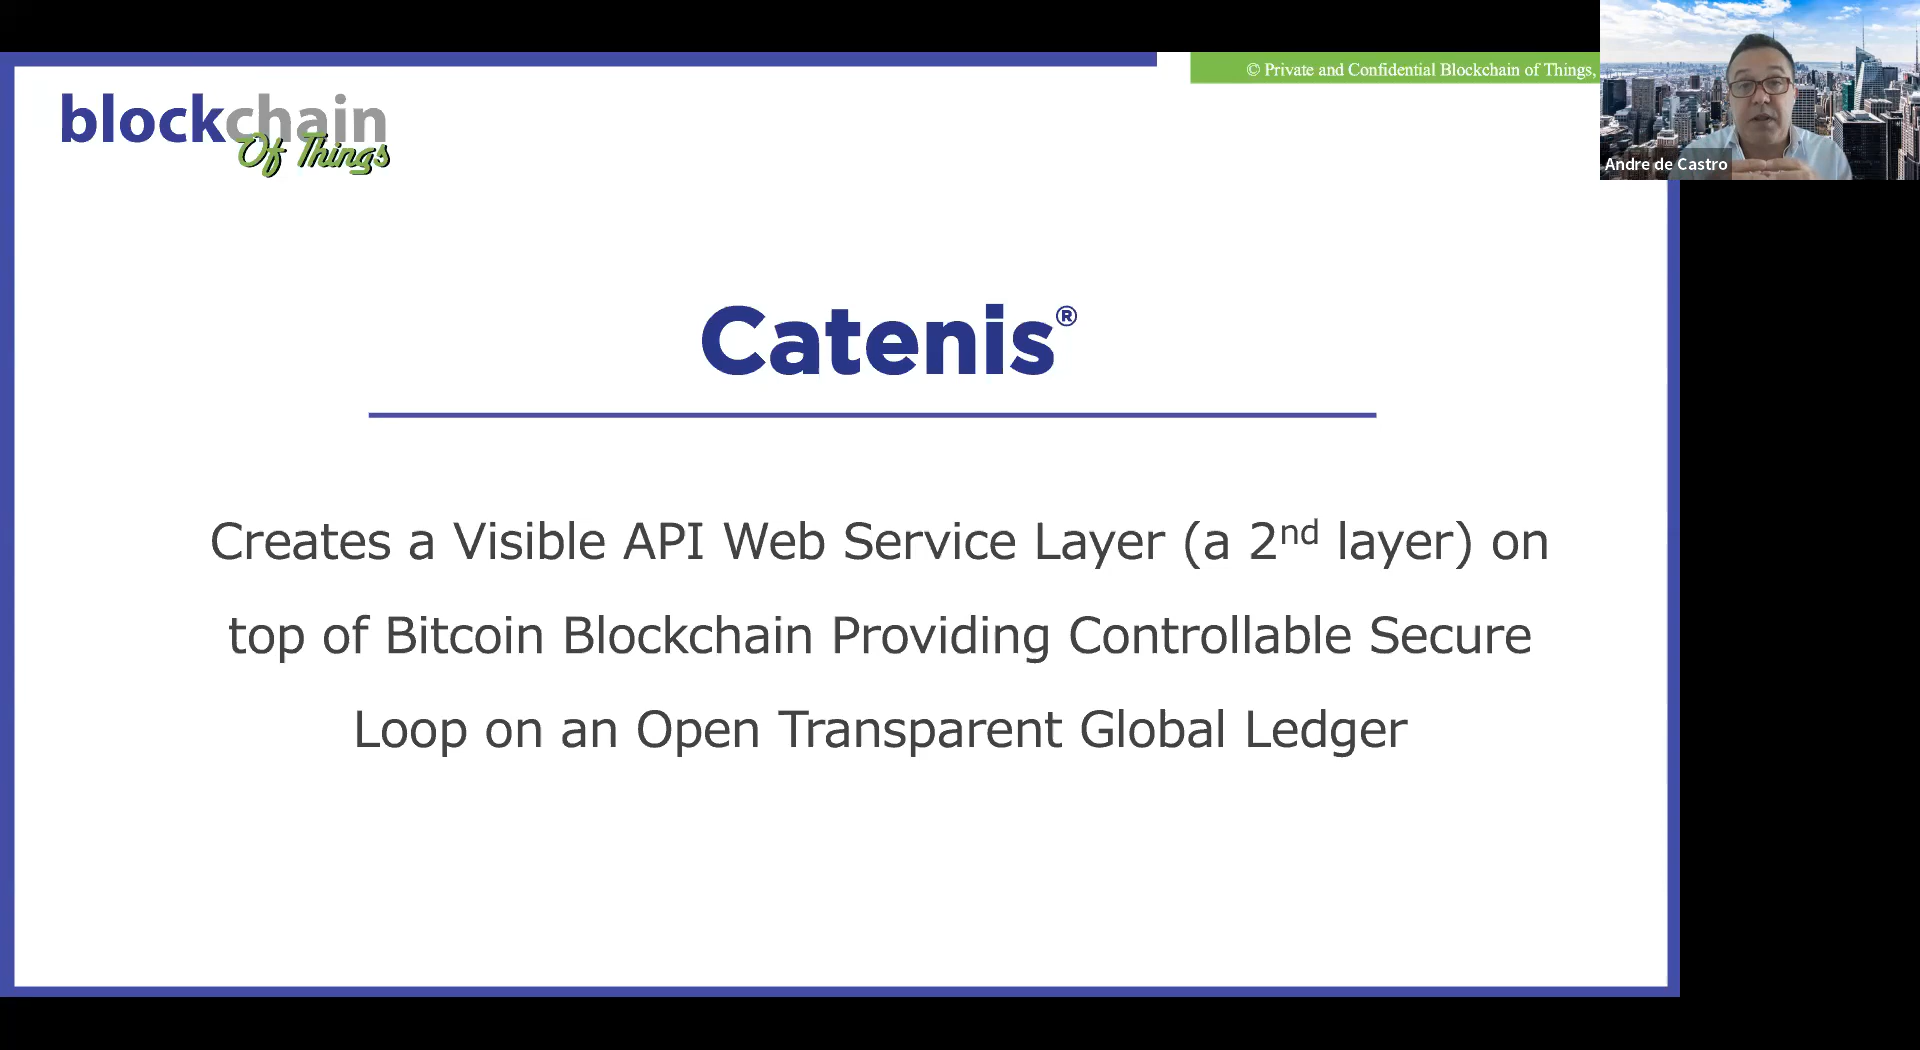 © Private and Confidential Blockchain of Things,
blockchain
Of Things
Andre de Castro
Catenis®
Creates a Visible API Web Service Layer (a 2nd layer) on
top of Bitcoin Blockchain Providing Controllable Secure
Loop on an Open Transparent Global Ledger